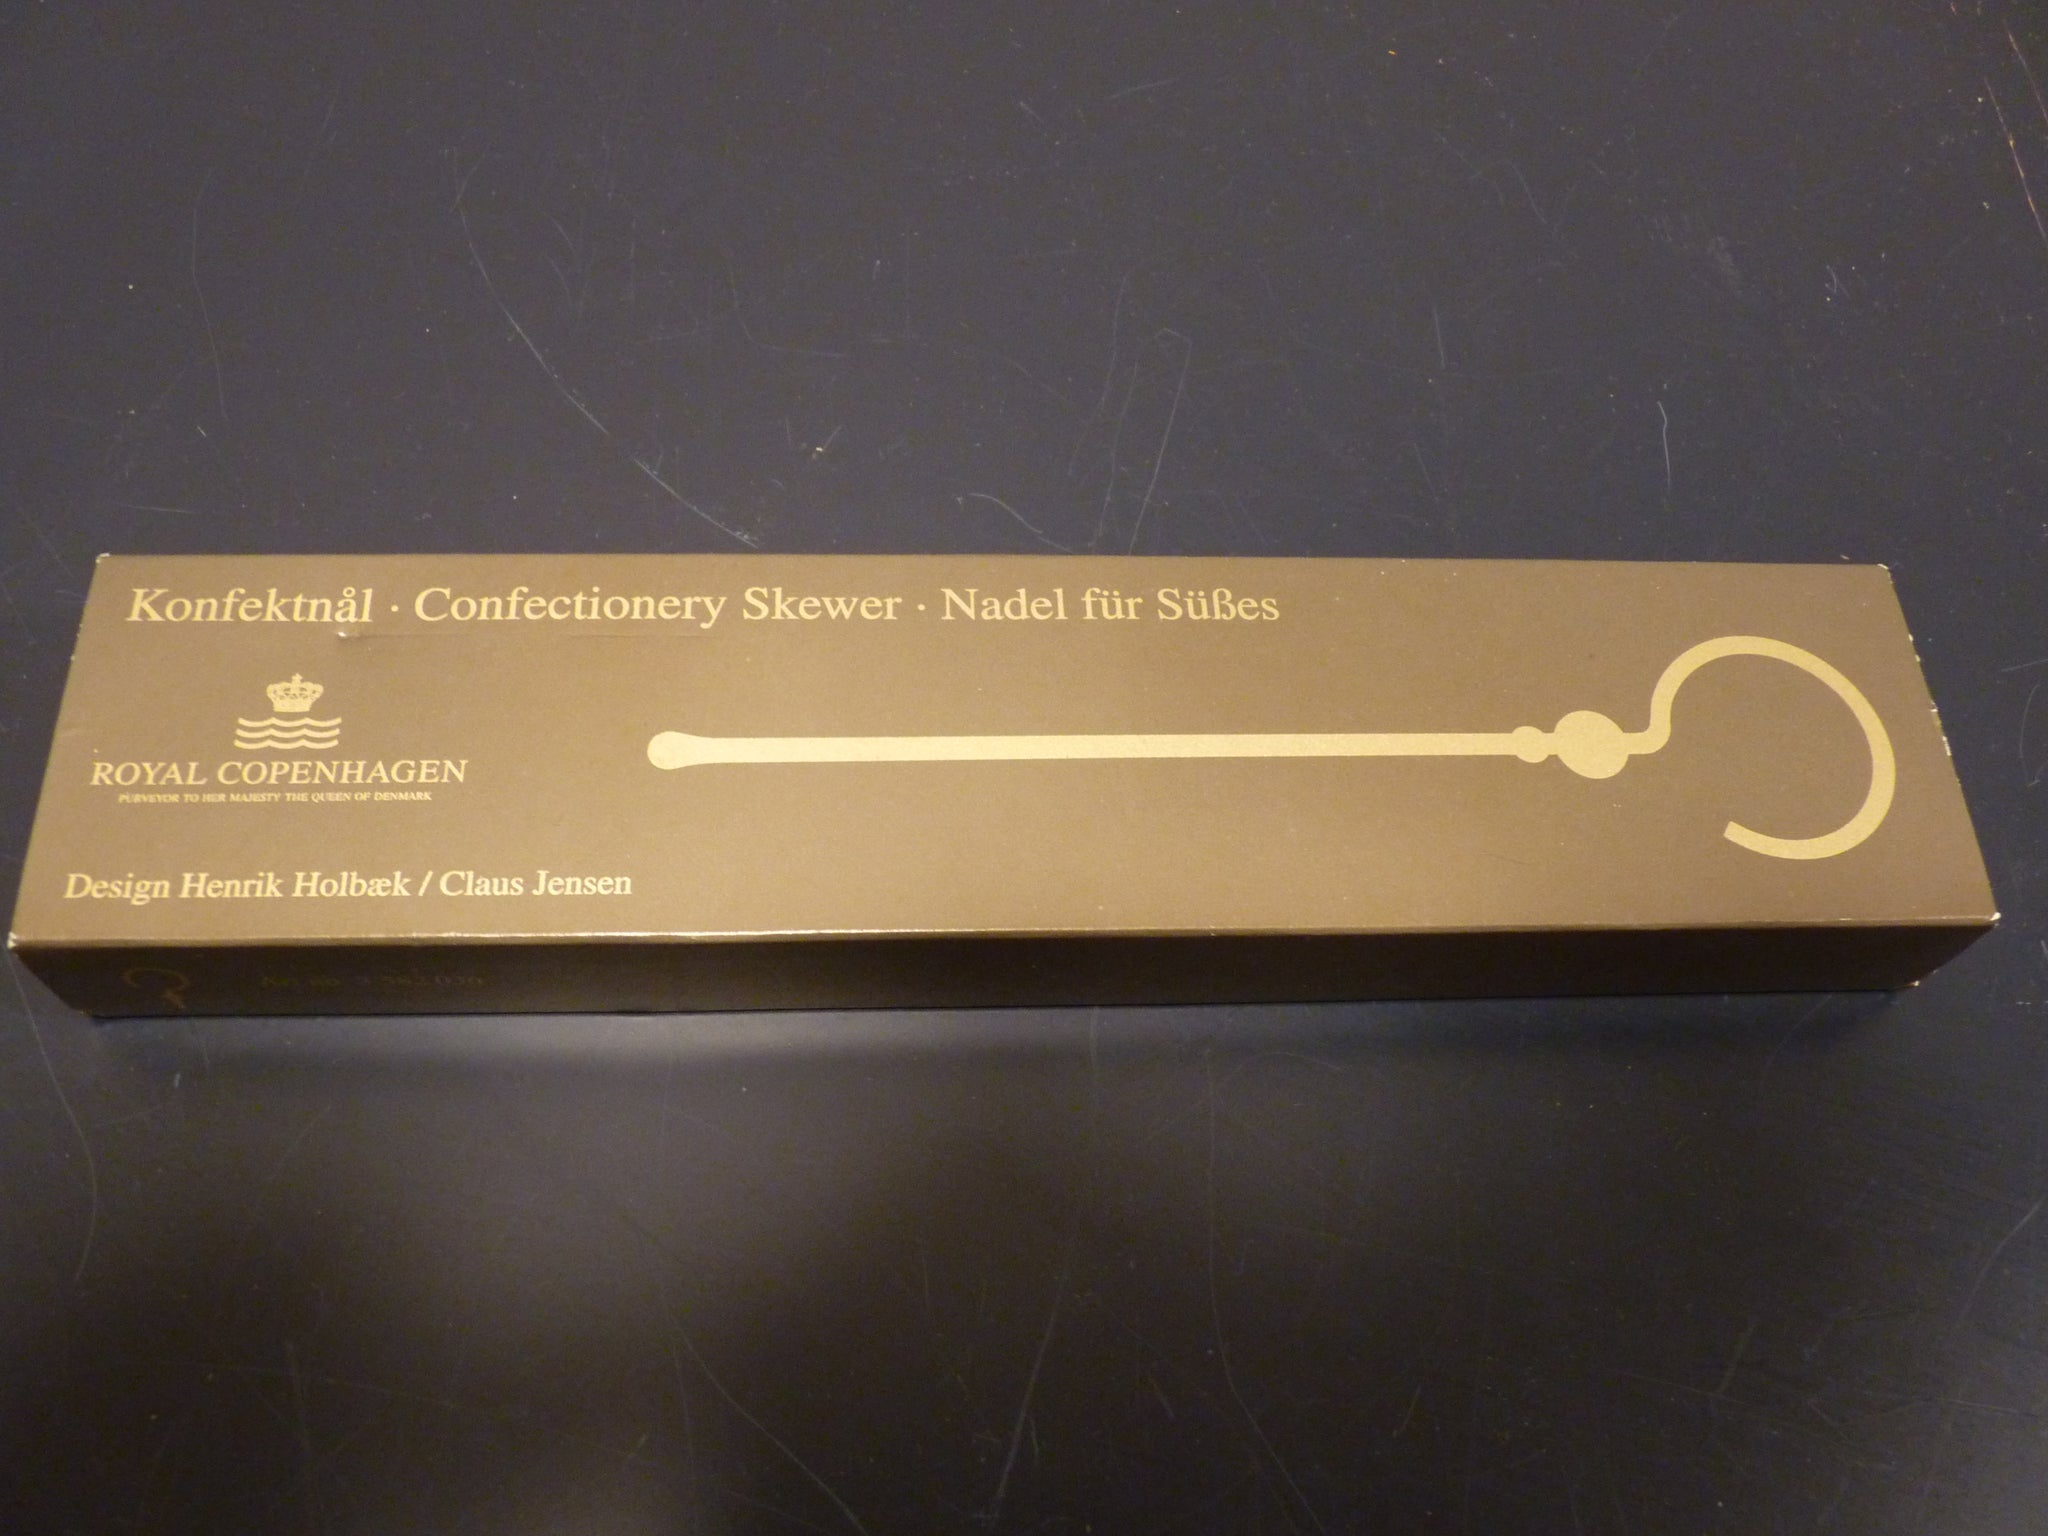 Konfektnål · Confectionery Skewer · Nadel für Süßes
ROYAL COPENHAGEN
PURVEYOR TO HER MAJESTY THE QUEEN OF DENMARK
Design Henrik Holbæk / Claus Jensen